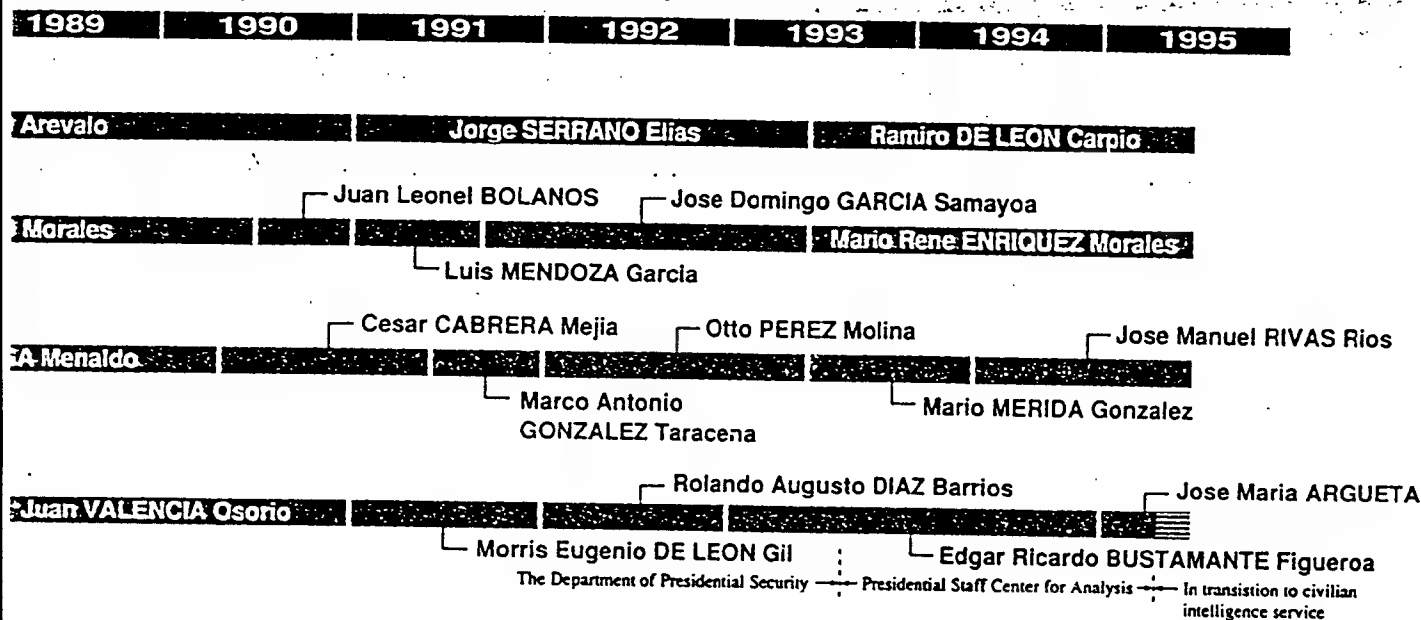 1989 1990 1991 1992 1993 1994 1995
Arevalo Jorge SERRANO Elias Ramiro DE LEON Carpio
Juan Leonel BOLANOS Jose Domingo GARCIA Samayoa
Morales Mario Rene ENRIQUEZ Morales
Luis MENDOZA Garcia
Cesar CABRERA Mejia Otto PEREZ Molina Jose Manuel RIVAS Rios
A Menaldo
Marco Antonio Mario MERIDA Gonzalez
GONZALEZ Taracena
Rolando Augusto DIAZ Barrios Jose Maria ARGUETA
Juan VALENCIA Osorio
Morris Eugenio DE LEON Gil Edgar Ricardo BUSTAMANTE Figueroa
The Department of Presidential Security Presidential Staff Center for Analysis In transistion to civilian
intelligence service